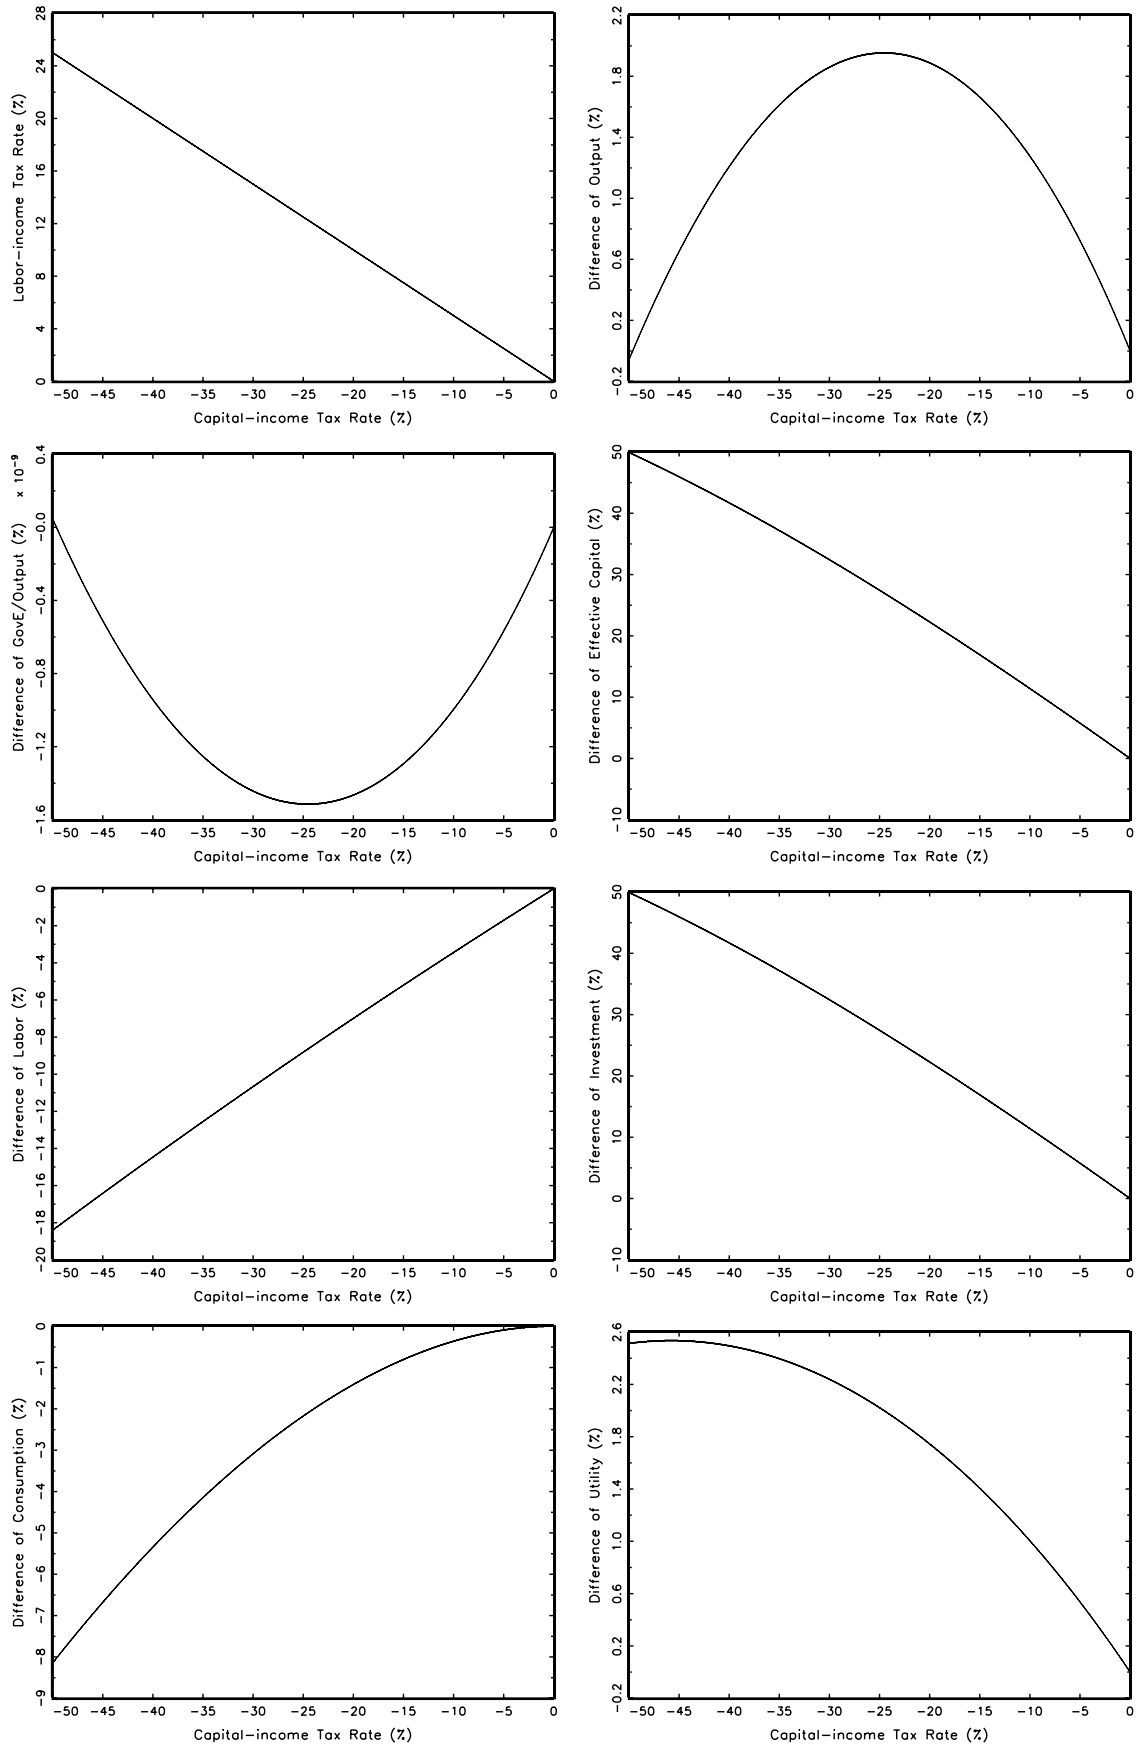 Labor-income Tax Rate (%)
28
24
20
16
12
8
4
0
-50 -45 -40 -35 -30 -25 -20 -15 -10 -5 0
Capital-income Tax Rate (%)
Difference of Output (%)
2.2
1.8
1.4
1.0
0.6
0.2
-0.2
-50 -45 -40 -35 -30 -25 -20 -15 -10 -5 0
Capital-income Tax Rate (%)
Difference of GovE/Output (%) x 10⁻⁹
0.4
-0.0
-0.4
-0.8
-1.2
-1.6
-50 -45 -40 -35 -30 -25 -20 -15 -10 -5 0
Capital-income Tax Rate (%)
Difference of Effective Capital (%)
50
40
30
20
10
0
-10
-50 -45 -40 -35 -30 -25 -20 -15 -10 -5 0
Capital-income Tax Rate (%)
Difference of Labor (%)
0
-2
-4
-6
-8
-10
-12
-14
-16
-18
-20
-50 -45 -40 -35 -30 -25 -20 -15 -10 -5 0
Capital-income Tax Rate (%)
Difference of Investment (%)
50
40
30
20
10
0
-10
-50 -45 -40 -35 -30 -25 -20 -15 -10 -5 0
Capital-income Tax Rate (%)
Difference of Consumption (%)
0
-1
-2
-3
-4
-5
-6
-7
-8
-9
-50 -45 -40 -35 -30 -25 -20 -15 -10 -5 0
Capital-income Tax Rate (%)
Difference of Utility (%)
2.6
2.2
1.8
1.4
1.0
0.6
0.2
-0.2
-50 -45 -40 -35 -30 -25 -20 -15 -10 -5 0
Capital-income Tax Rate (%)